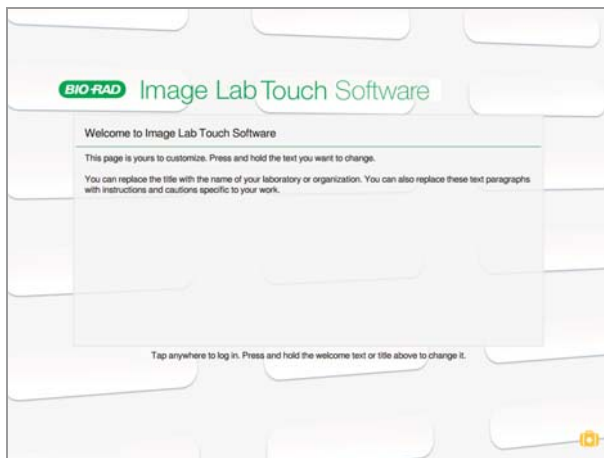 BIO-RAD Image Lab Touch Software
Welcome to Image Lab Touch Software
This page is yours to customize. Press and hold the text you want to change.
You can replace the title with the name of your laboratory or organization. You can also replace these text paragraphs
with instructions and cautions specific to your work.
Tap anywhere to log in. Press and hold the welcome text or title above to change it.